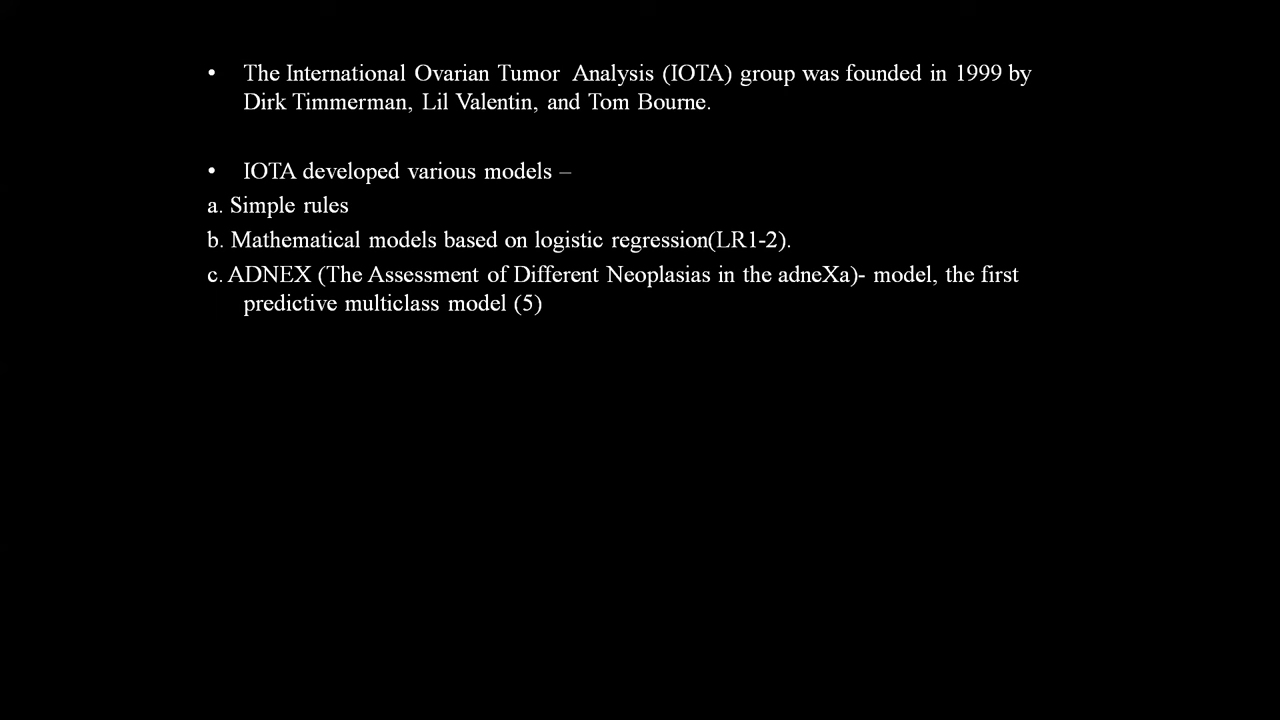 • The International Ovarian Tumor Analysis (IOTA) group was founded in 1999 by
Dirk Timmerman, Lil Valentin, and Tom Bourne.
• IOTA developed various models –
a. Simple rules
b. Mathematical models based on logistic regression(LR1-2).
c. ADNEX (The Assessment of Different Neoplasias in the adneXa)- model, the first
predictive multiclass model (5)